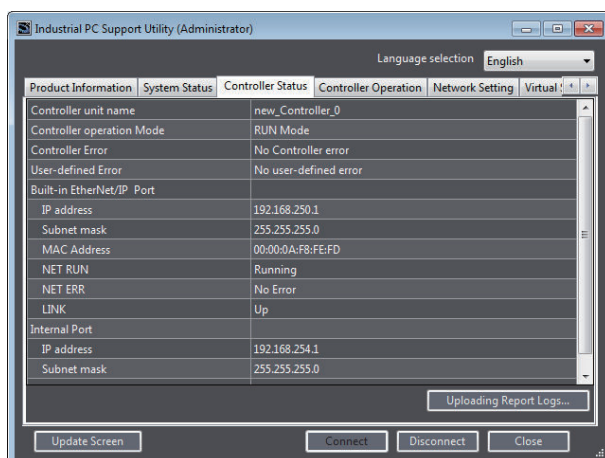 Industrial PC Support Utility (Administrator)
Language selection English
Product Information System Status Controller Status Controller Operation Network Setting Virtual
Controller unit name new_Controller_0
Controller operation Mode RUN Mode
Controller Error No Controller error
User-defined Error No user-defined error
Built-in EtherNet/IP Port
IP address 192.168.250.1
Subnet mask 255.255.255.0
MAC Address 00:00:0A:F8:FE:FD
NET RUN Running
NET ERR No Error
LINK Up
Internal Port
IP address 192.168.254.1
Subnet mask 255.255.255.0
Uploading Report Logs...
Update Screen Connect Disconnect Close